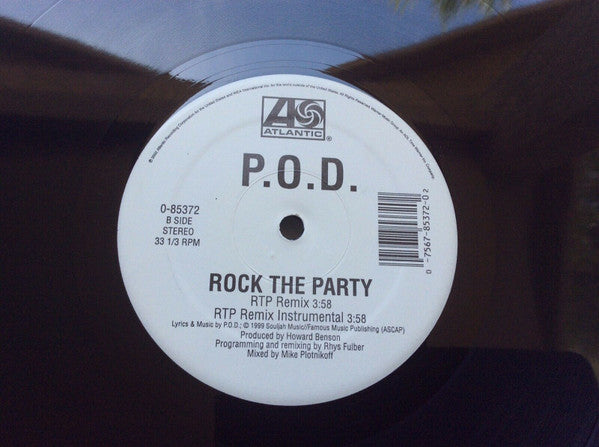 ATLANTIC
®
P.O.D.
0-85372
B SIDE
STEREO
33 1/3 RPM
0 -7567-85372-0 2
ROCK THE PARTY
RTP Remix 3:58
RTP Remix Instrumental 3:58
Lyrics & Music by P.O.D.; © 1999 Souljah Music//Famous Music Publishing (ASCAP)
Produced by Howard Benson
Programming and remixing by Rhys Fulber
Mixed by Mike Plotnikoff